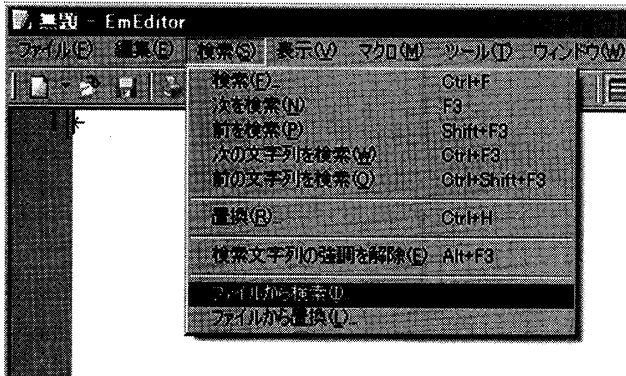 無題 - EmEditor
ファイル(F) 編集(E) 検索(S) 表示(V) マクロ(M) ツール(T) ウィンドウ(W)
検索(F)... Ctrl+F
次を検索(N) F3
前を検索(P) Shift+F3
次の文字列を検索(W) Ctrl+F3
前の文字列を検索(Q) Ctrl+Shift+F3
置換(R)... Ctrl+H
検索文字列の強調を解除(E) Alt+F3
ファイルから検索(I)...
ファイルから置換(L)...